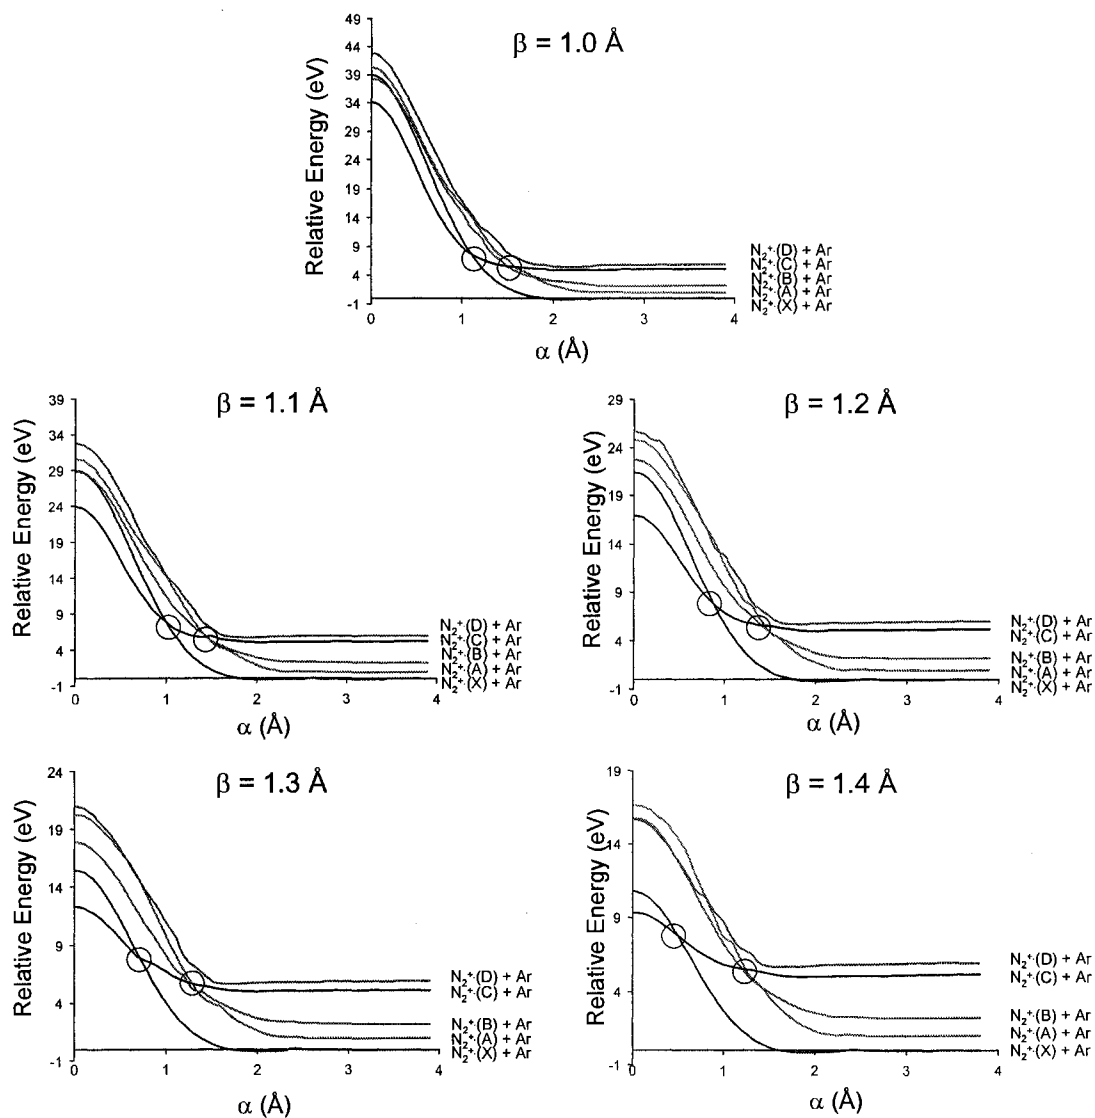 β = 1.0 Å
Relative Energy (eV)
49
44
39
34
29
24
19
14
9
4
-1
0
1
2
3
4
α (Å)
N₂⁺·(D) + Ar
N₂⁺·(C) + Ar
N₂⁺·(B) + Ar
N₂⁺·(A) + Ar
N₂⁺·(X) + Ar
β = 1.1 Å
Relative Energy (eV)
39
34
29
24
19
14
9
4
-1
0
1
2
3
4
α (Å)
N₂⁺·(D) + Ar
N₂⁺·(C) + Ar
N₂⁺·(B) + Ar
N₂⁺·(A) + Ar
N₂⁺·(X) + Ar
β = 1.2 Å
Relative Energy (eV)
29
24
19
14
9
4
-1
0
1
2
3
4
α (Å)
N₂⁺·(D) + Ar
N₂⁺·(C) + Ar
N₂⁺·(B) + Ar
N₂⁺·(A) + Ar
N₂⁺·(X) + Ar
β = 1.3 Å
Relative Energy (eV)
24
19
14
9
4
-1
0
1
2
3
4
α (Å)
N₂⁺·(D) + Ar
N₂⁺·(C) + Ar
N₂⁺·(B) + Ar
N₂⁺·(A) + Ar
N₂⁺·(X) + Ar
β = 1.4 Å
Relative Energy (eV)
19
14
9
4
-1
0
1
2
3
4
α (Å)
N₂⁺·(D) + Ar
N₂⁺·(C) + Ar
N₂⁺·(B) + Ar
N₂⁺·(A) + Ar
N₂⁺·(X) + Ar